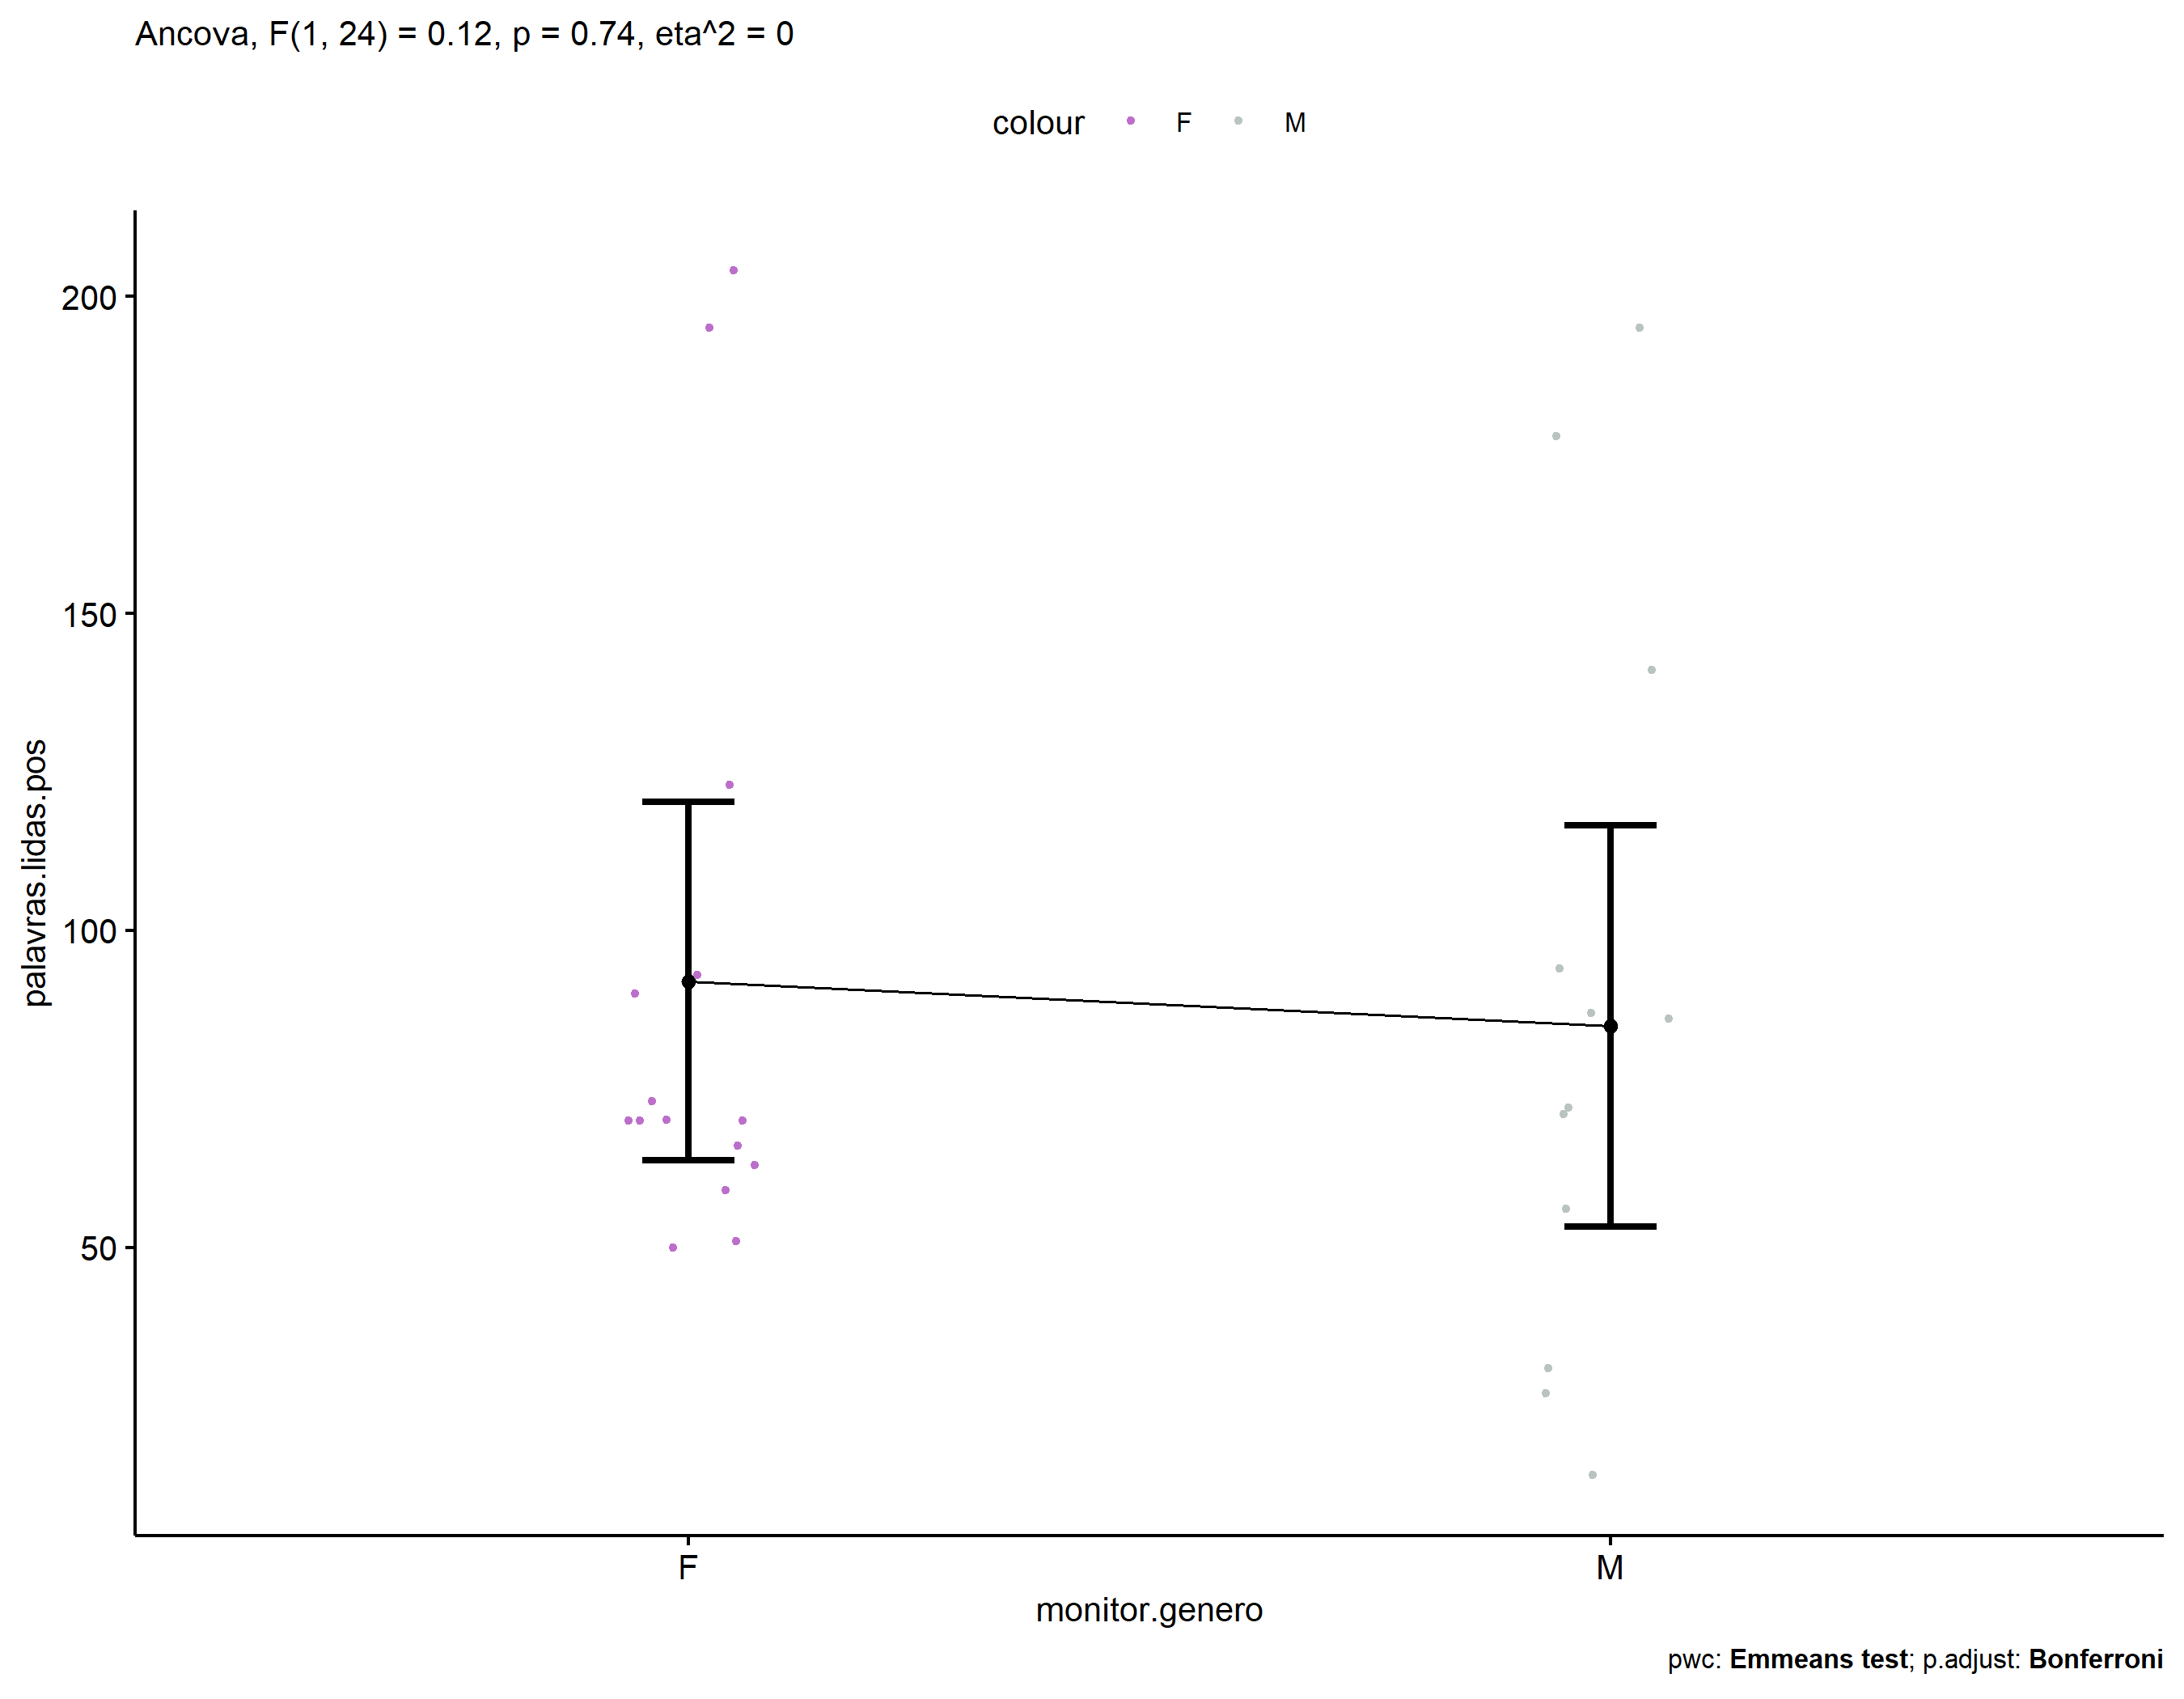 Ancova, F(1, 24) = 0.12, p = 0.74, eta^2 = 0
colour F M
200
150
100
50
palavras.lidas.pos
F M
monitor.genero
pwc: Emmeans test; p.adjust: Bonferroni